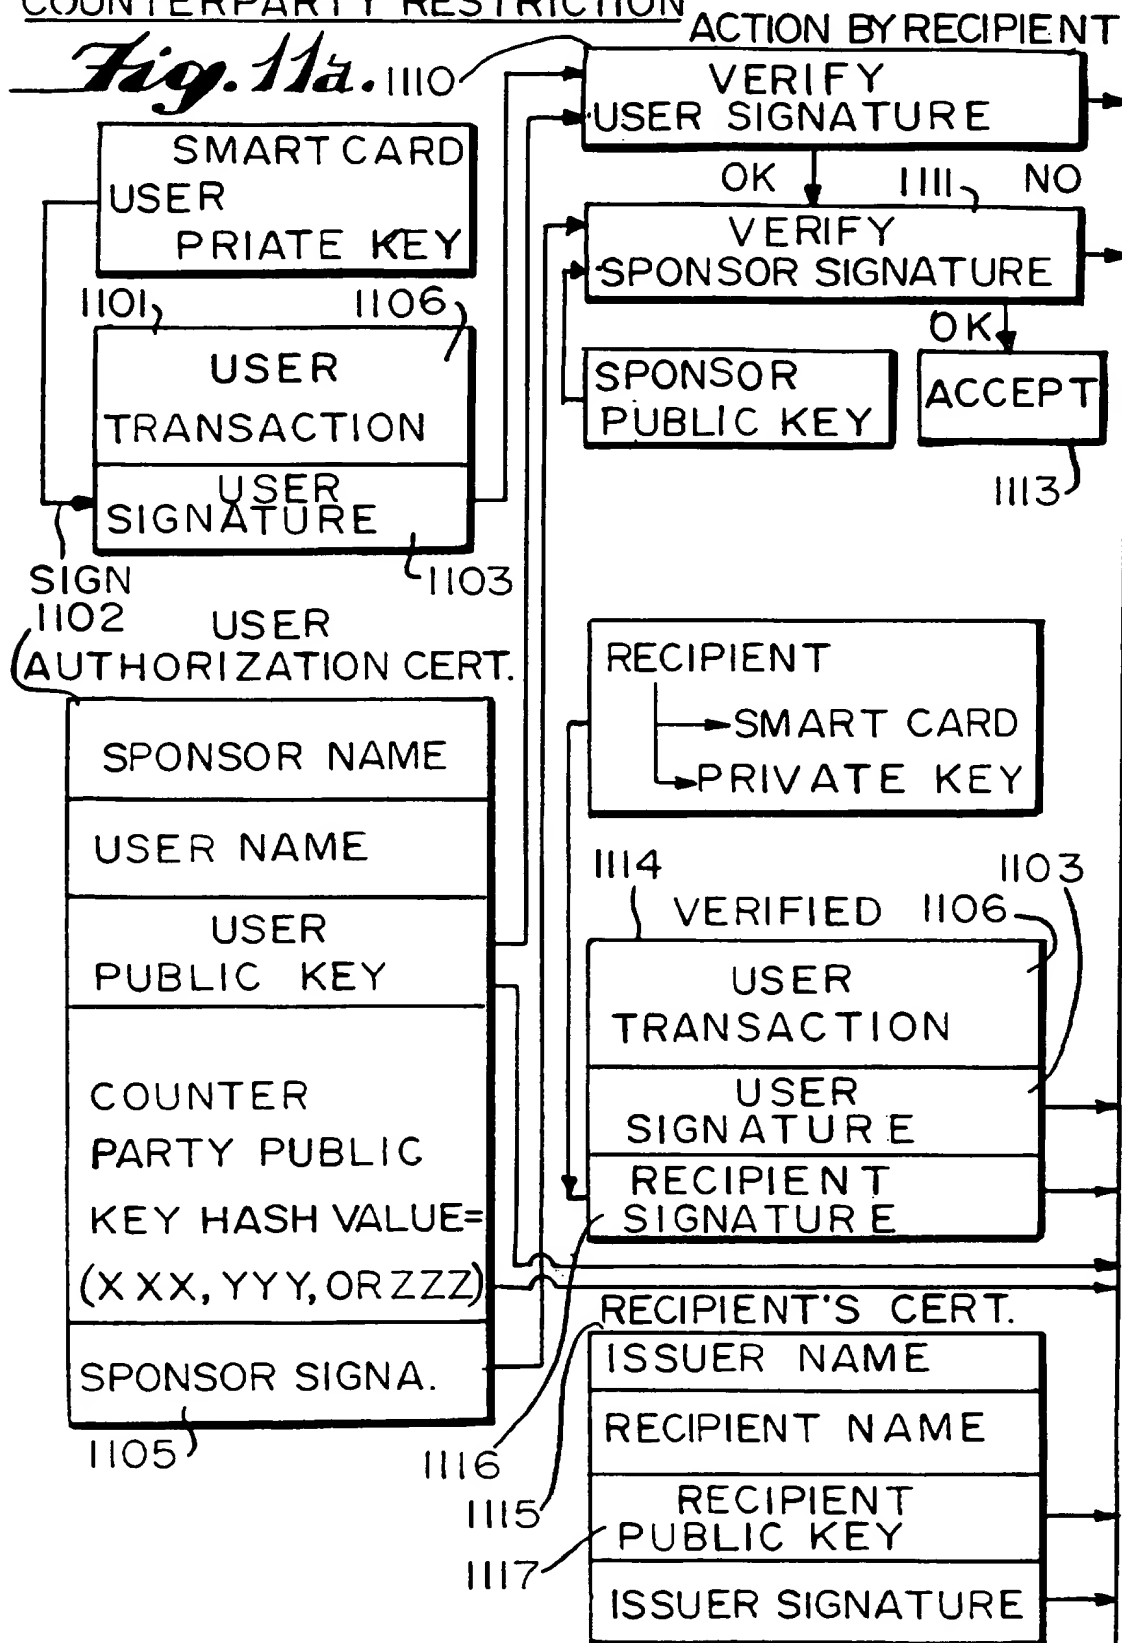 COUNTERPARTY RESTRICTION
Fig. 11a.
ACTION BY RECIPIENT
1110
VERIFY
USER SIGNATURE
OK
1111
NO
VERIFY
SPONSOR SIGNATURE
OK
SPONSOR
PUBLIC KEY
ACCEPT
1113
SMART CARD
USER
PRIATE KEY
1101
1106
USER
TRANSACTION
USER
SIGNATURE
SIGN
1103
1102
USER
AUTHORIZATION CERT.
SPONSOR NAME
USER NAME
USER
PUBLIC KEY
COUNTER
PARTY PUBLIC
KEY HASH VALUE=
(XXX, YYY, OR ZZZ)
SPONSOR SIGNA.
1105
RECIPIENT
SMART CARD
PRIVATE KEY
1114
1103
VERIFIED
1106
USER
TRANSACTION
USER
SIGNATURE
RECIPIENT
SIGNATURE
RECIPIENT'S CERT.
ISSUER NAME
RECIPIENT NAME
1116
1115
RECIPIENT
PUBLIC KEY
1117
ISSUER SIGNATURE